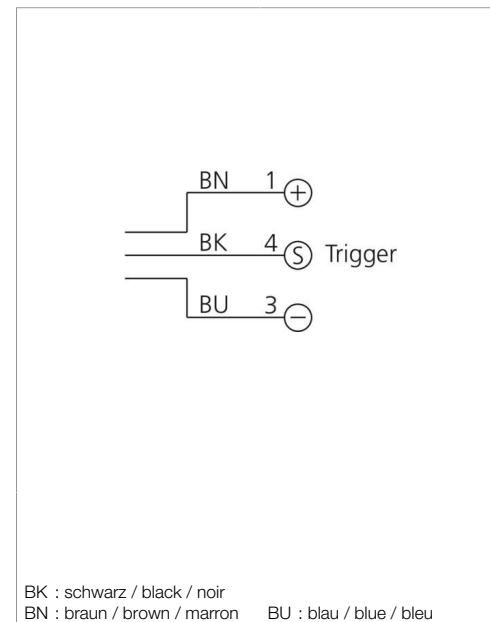 BN 1 +
BK 4 S Trigger
BU 3 −
BK : schwarz / black / noir
BN : braun / brown / marron BU : blau / blue / bleu